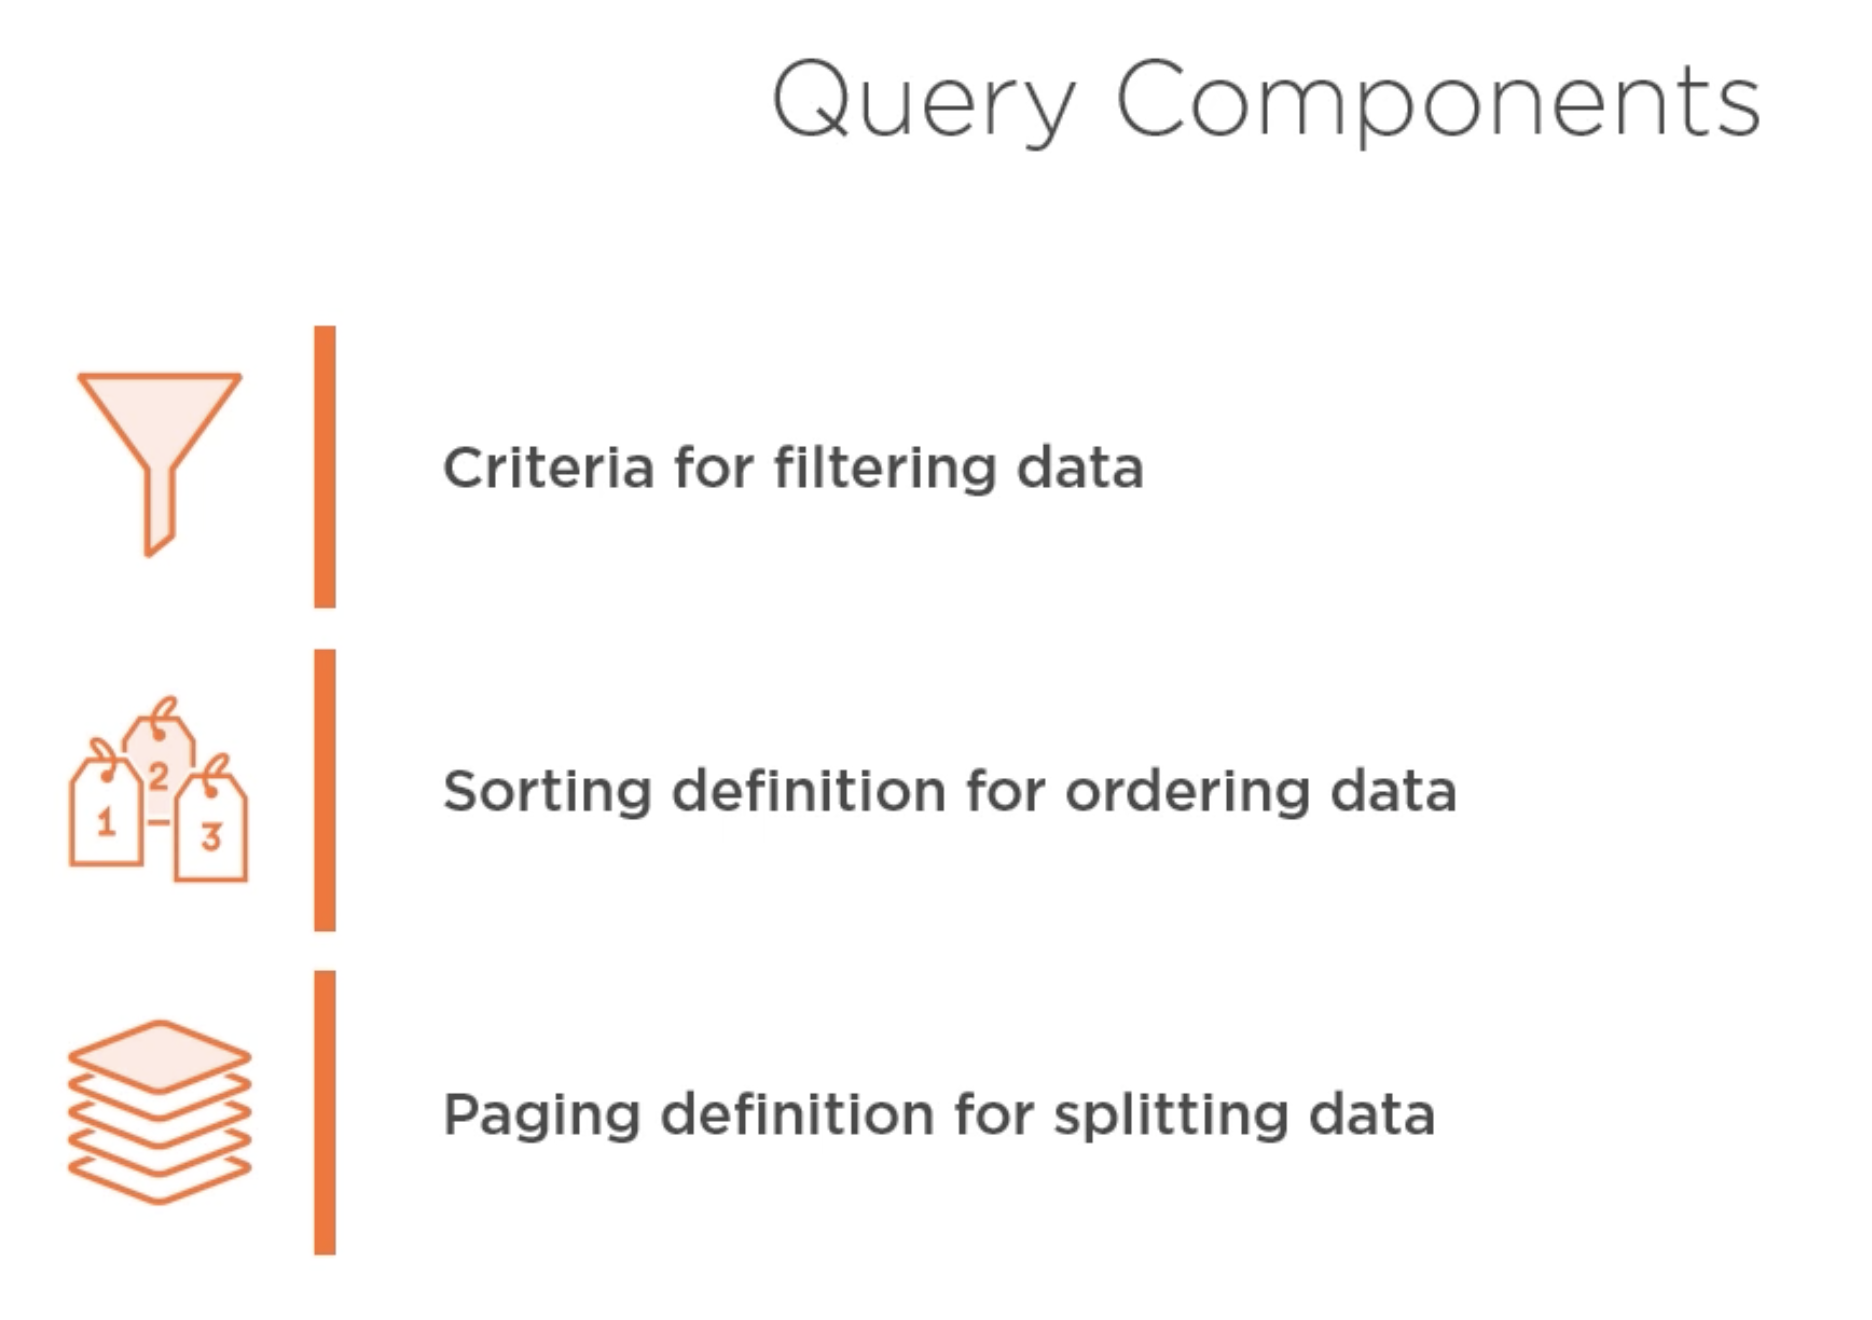 Query Components
Criteria for filtering data
2
1
3
Sorting definition for ordering data
Paging definition for splitting data